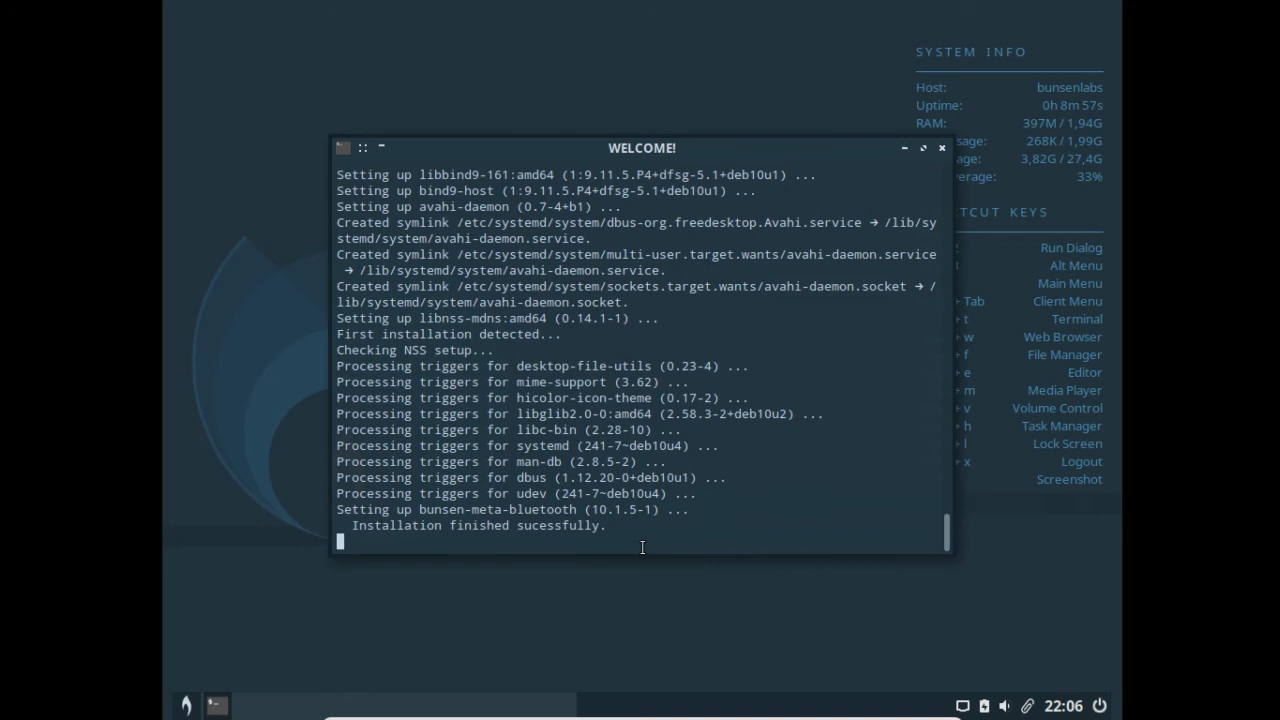 SYSTEM INFO
Host: bunsenlabs
Uptime: 0h 8m 57s
RAM: 397M / 1,94G
sage: 268K / 1,99G
age: 3,82G / 27,4G
verage: 33%
TCUT KEYS
Run Dialog
Alt Menu
Main Menu
+ Tab Client Menu
+ t Terminal
+ w Web Browser
+ f File Manager
+ e Editor
+ m Media Player
+ v Volume Control
+ h Task Manager
+ l Lock Screen
+ x Logout
Screenshot
WELCOME!
Setting up libbind9-161:amd64 (1:9.11.5.P4+dfsg-5.1+deb10u1) ...
Setting up bind9-host (1:9.11.5.P4+dfsg-5.1+deb10u1) ...
Setting up avahi-daemon (0.7-4+b1) ...
Created symlink /etc/systemd/system/dbus-org.freedesktop.Avahi.service → /lib/sy
stemd/system/avahi-daemon.service.
Created symlink /etc/systemd/system/multi-user.target.wants/avahi-daemon.service
→ /lib/systemd/system/avahi-daemon.service.
Created symlink /etc/systemd/system/sockets.target.wants/avahi-daemon.socket → /
lib/systemd/system/avahi-daemon.socket.
Setting up libnss-mdns:amd64 (0.14.1-1) ...
First installation detected...
Checking NSS setup...
Processing triggers for desktop-file-utils (0.23-4) ...
Processing triggers for mime-support (3.62) ...
Processing triggers for hicolor-icon-theme (0.17-2) ...
Processing triggers for libglib2.0-0:amd64 (2.58.3-2+deb10u2) ...
Processing triggers for libc-bin (2.28-10) ...
Processing triggers for systemd (241-7~deb10u4) ...
Processing triggers for man-db (2.8.5-2) ...
Processing triggers for dbus (1.12.20-0+deb10u1) ...
Processing triggers for udev (241-7~deb10u4) ...
Setting up bunsen-meta-bluetooth (10.1.5-1) ...
Installation finished sucessfully.
22:06